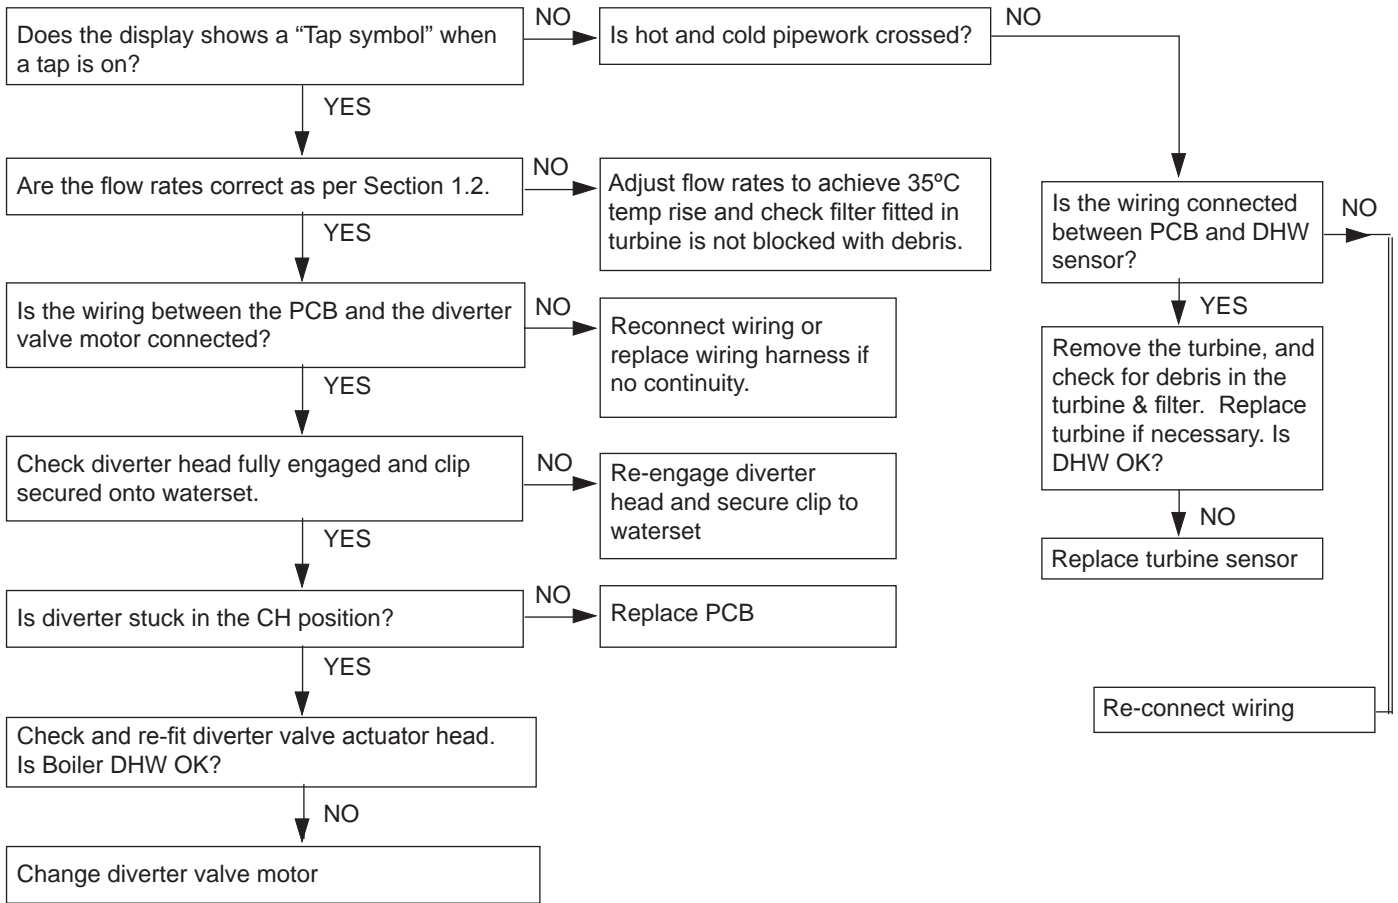 Does the display shows a “Tap symbol” when
a tap is on?
NO
Is hot and cold pipework crossed?
NO
YES
Are the flow rates correct as per Section 1.2.
NO
Adjust flow rates to achieve 35ºC
temp rise and check filter fitted in
turbine is not blocked with debris.
Is the wiring connected
between PCB and DHW
sensor?
NO
YES
Is the wiring between the PCB and the diverter
valve motor connected?
NO
Reconnect wiring or
replace wiring harness if
no continuity.
YES
Remove the turbine, and
check for debris in the
turbine & filter. Replace
turbine if necessary. Is
DHW OK?
YES
Check diverter head fully engaged and clip
secured onto waterset.
NO
Re-engage diverter
head and secure clip to
waterset
NO
Replace turbine sensor
YES
Is diverter stuck in the CH position?
NO
Replace PCB
YES
Re-connect wiring
Check and re-fit diverter valve actuator head.
Is Boiler DHW OK?
NO
Change diverter valve motor